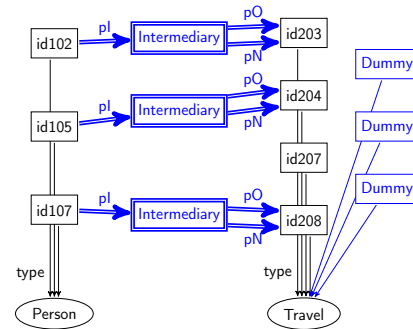 id102 pI Intermediary pO pN id203
Dummy
id105 pI Intermediary pO pN id204
Dummy
id207
Dummy
id107 pI Intermediary pO pN id208
type type
Person Travel